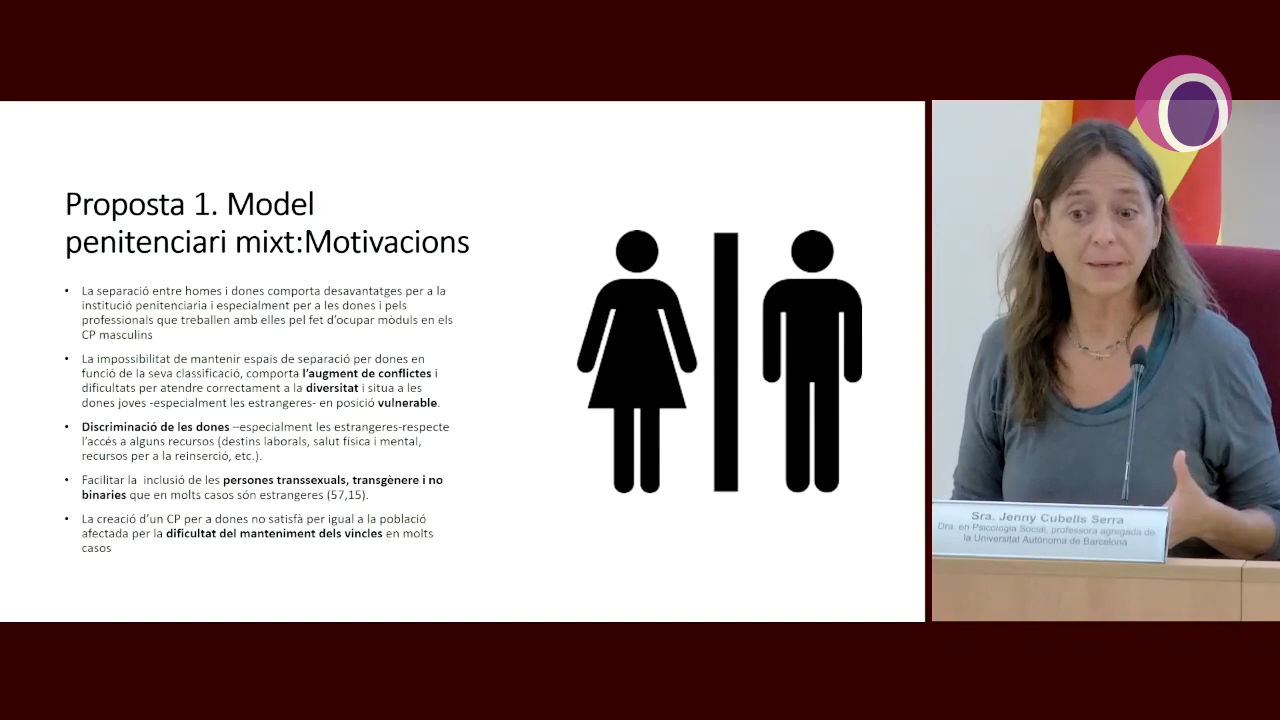 Proposta 1. Model
penitenciari mixt:Motivacions
• La separació entre homes i dones comporta desavantatges per a la
institució penitenciaria i especialment per a les dones i pels
professionals que treballen amb elles pel fet d'ocupar mòduls en els
CP masculins
• La impossibilitat de mantenir espais de separació per dones en
funció de la seva classificació, comporta l'augment de conflictes i
dificultats per atendre correctament a la diversitat i situa a les
dones joves -especialment les estrangeres- en posició vulnerable.
• Discriminació de les dones –especialment les estrangeres-respecte
l'accés a alguns recursos (destins laborals, salut física i mental,
recursos per a la reinserció, etc.).
• Facilitar la inclusió de les persones transsexuals, transgènere i no
binaries que en molts casos són estrangeres (57,15).
• La creació d'un CP per a dones no satisfà per igual a la població
afectada per la dificultat del manteniment dels vincles en molts
casos
Sra. Jenny Cubells Serra
Dra. en Psicologia Social, professora agregada de
la Universitat Autònoma de Barcelona